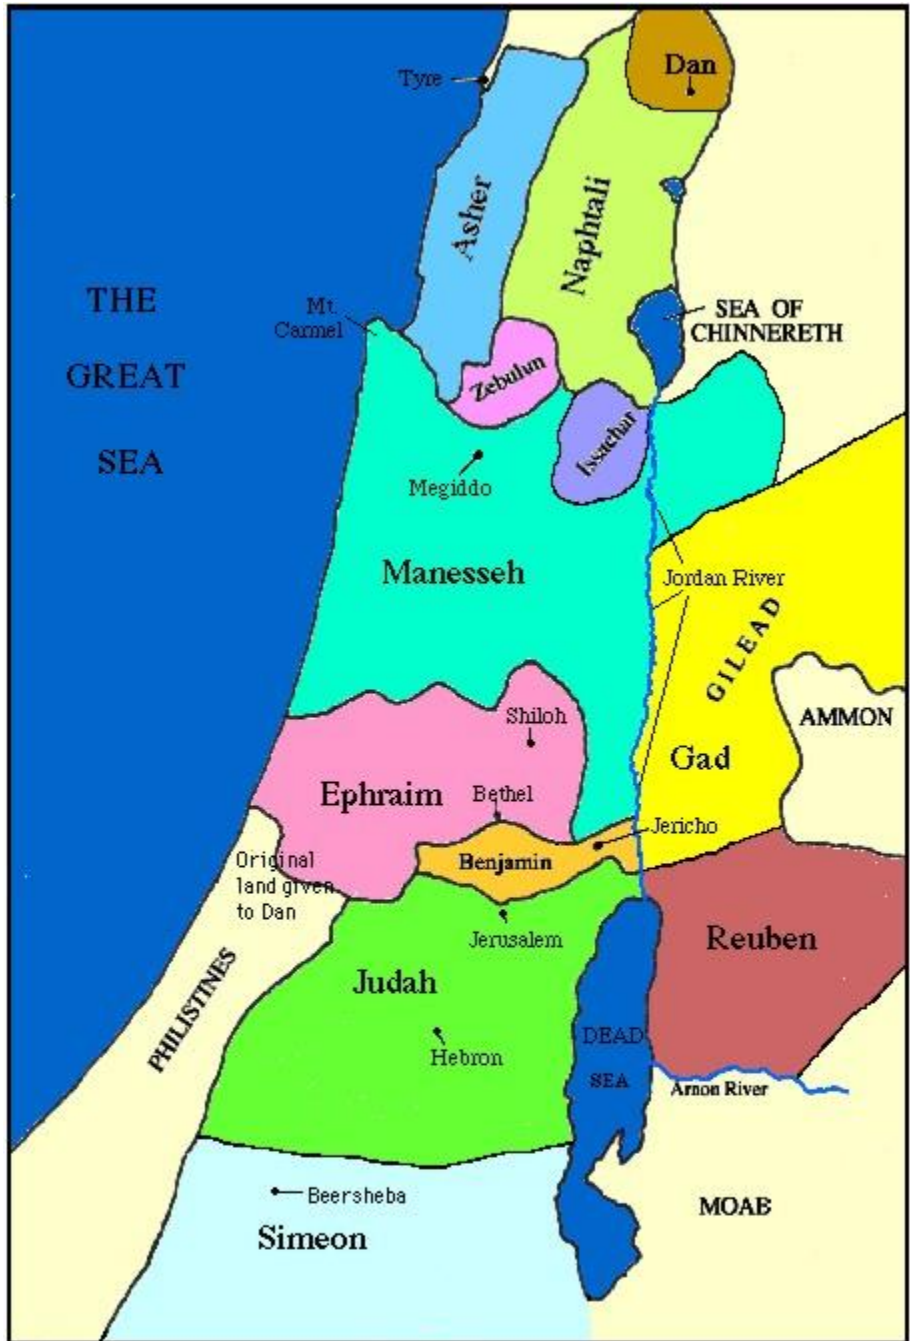 Dan
Tyre
Asher
Naphtali
THE
GREAT
SEA
Mt.
Carmel
SEA OF
CHINNERETH
Zebulun
Issachar
Megiddo
Manesseh
Jordan River
GILEAD
Shiloh
AMMON
Gad
Ephraim
Bethel
Jericho
Benjamin
Original
land given
to Dan
Jerusalem
Reuben
Judah
PHILISTINES
Hebron
DEAD
SEA
Arnon River
Beersheba
MOAB
Simeon